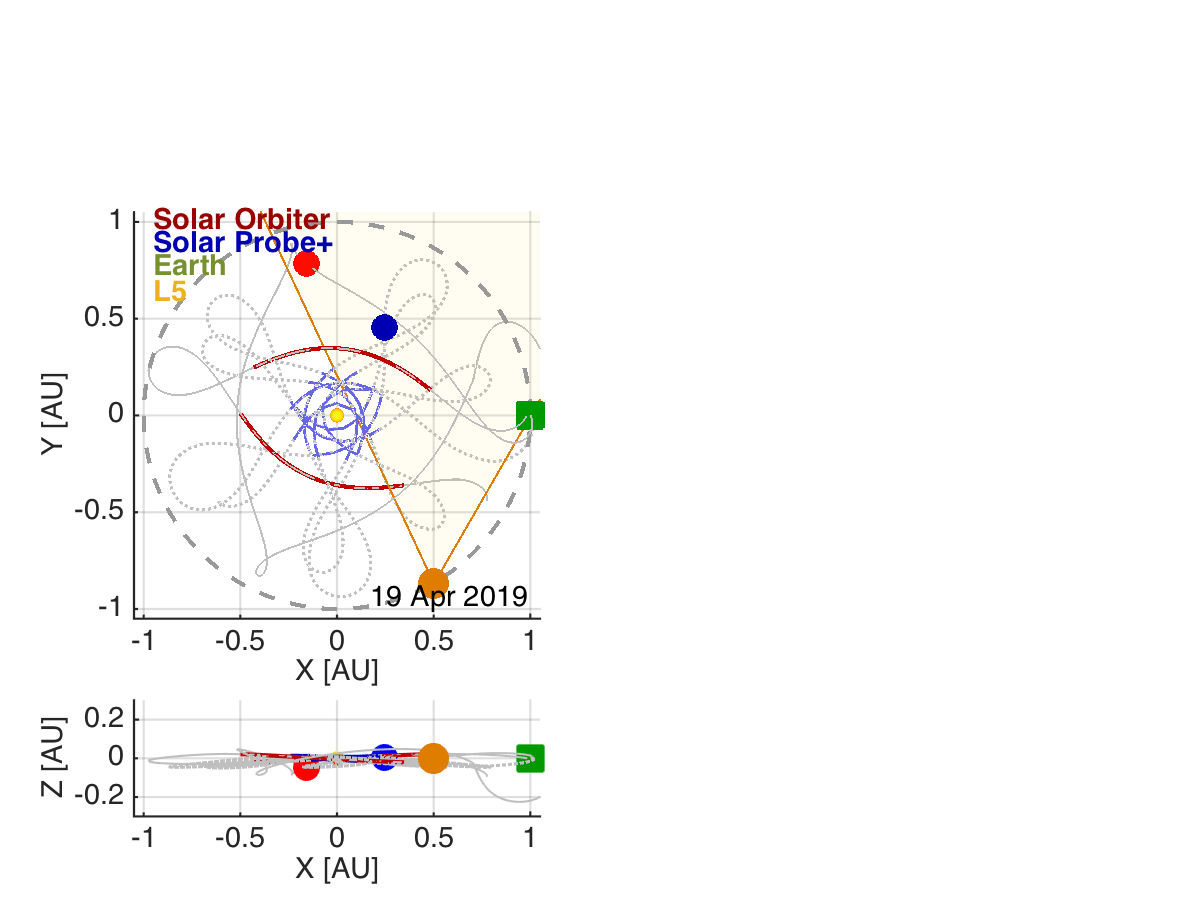 Solar Orbiter
Solar Probe+
Earth
L5
1
0.5
0
-0.5
-1
Y [AU]
19 Apr 2019
-1 -0.5 0 0.5 1
X [AU]
0.2
0
-0.2
Z [AU]
-1 -0.5 0 0.5 1
X [AU]